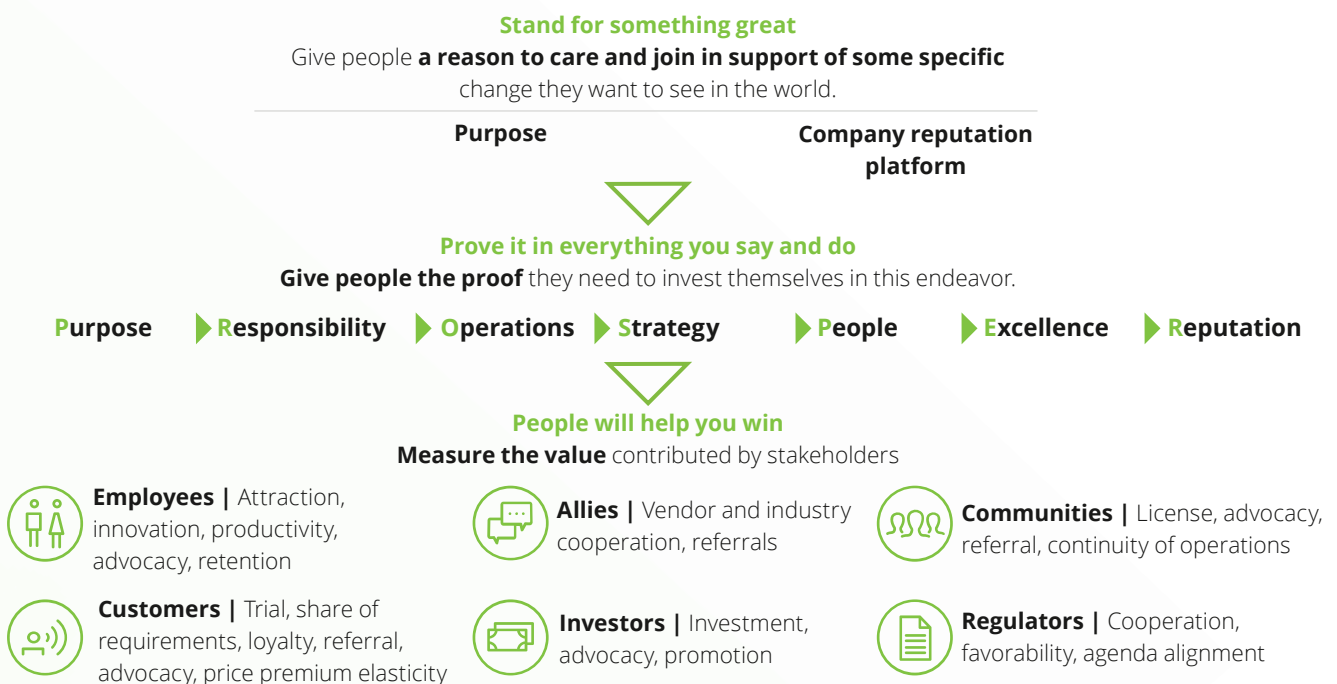 Stand for something great
Give people a reason to care and join in support of some specific
change they want to see in the world.
Purpose
Company reputation
platform
Prove it in everything you say and do
Give people the proof they need to invest themselves in this endeavor.
Purpose Responsibility Operations Strategy People Excellence Reputation
People will help you win
Measure the value contributed by stakeholders
Employees | Attraction,
innovation, productivity,
advocacy, retention
Allies | Vendor and industry
cooperation, referrals
Communities | License, advocacy,
referral, continuity of operations
Customers | Trial, share of
requirements, loyalty, referral,
advocacy, price premium elasticity
Investors | Investment,
advocacy, promotion
Regulators | Cooperation,
favorability, agenda alignment